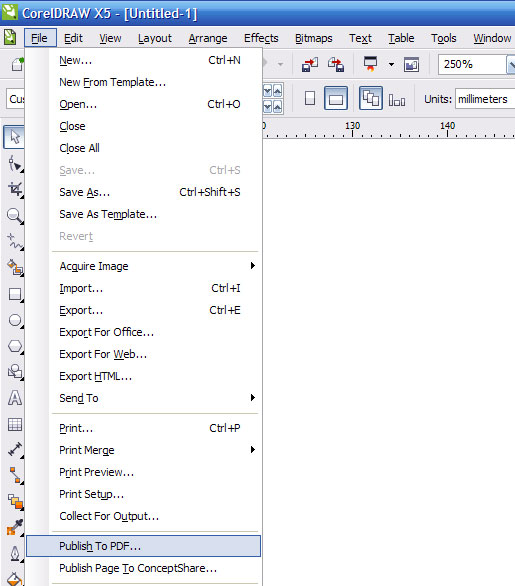 CorelDRAW X5 - [Untitled-1]
File Edit View Layout Arrange Effects Bitmaps Text Table Tools Window
New... Ctrl+N
New From Template...
Open... Ctrl+O
Close
Close All
Save... Ctrl+S
Save As... Ctrl+Shift+S
Save As Template...
Revert
Acquire Image
Import... Ctrl+I
Export... Ctrl+E
Export For Office...
Export For Web...
Export HTML...
Send To
Print... Ctrl+P
Print Merge
Print Preview...
Print Setup...
Collect For Output...
Publish To PDF...
Publish Page To ConceptShare...
250%
Cus
Units: millimeters
130 140